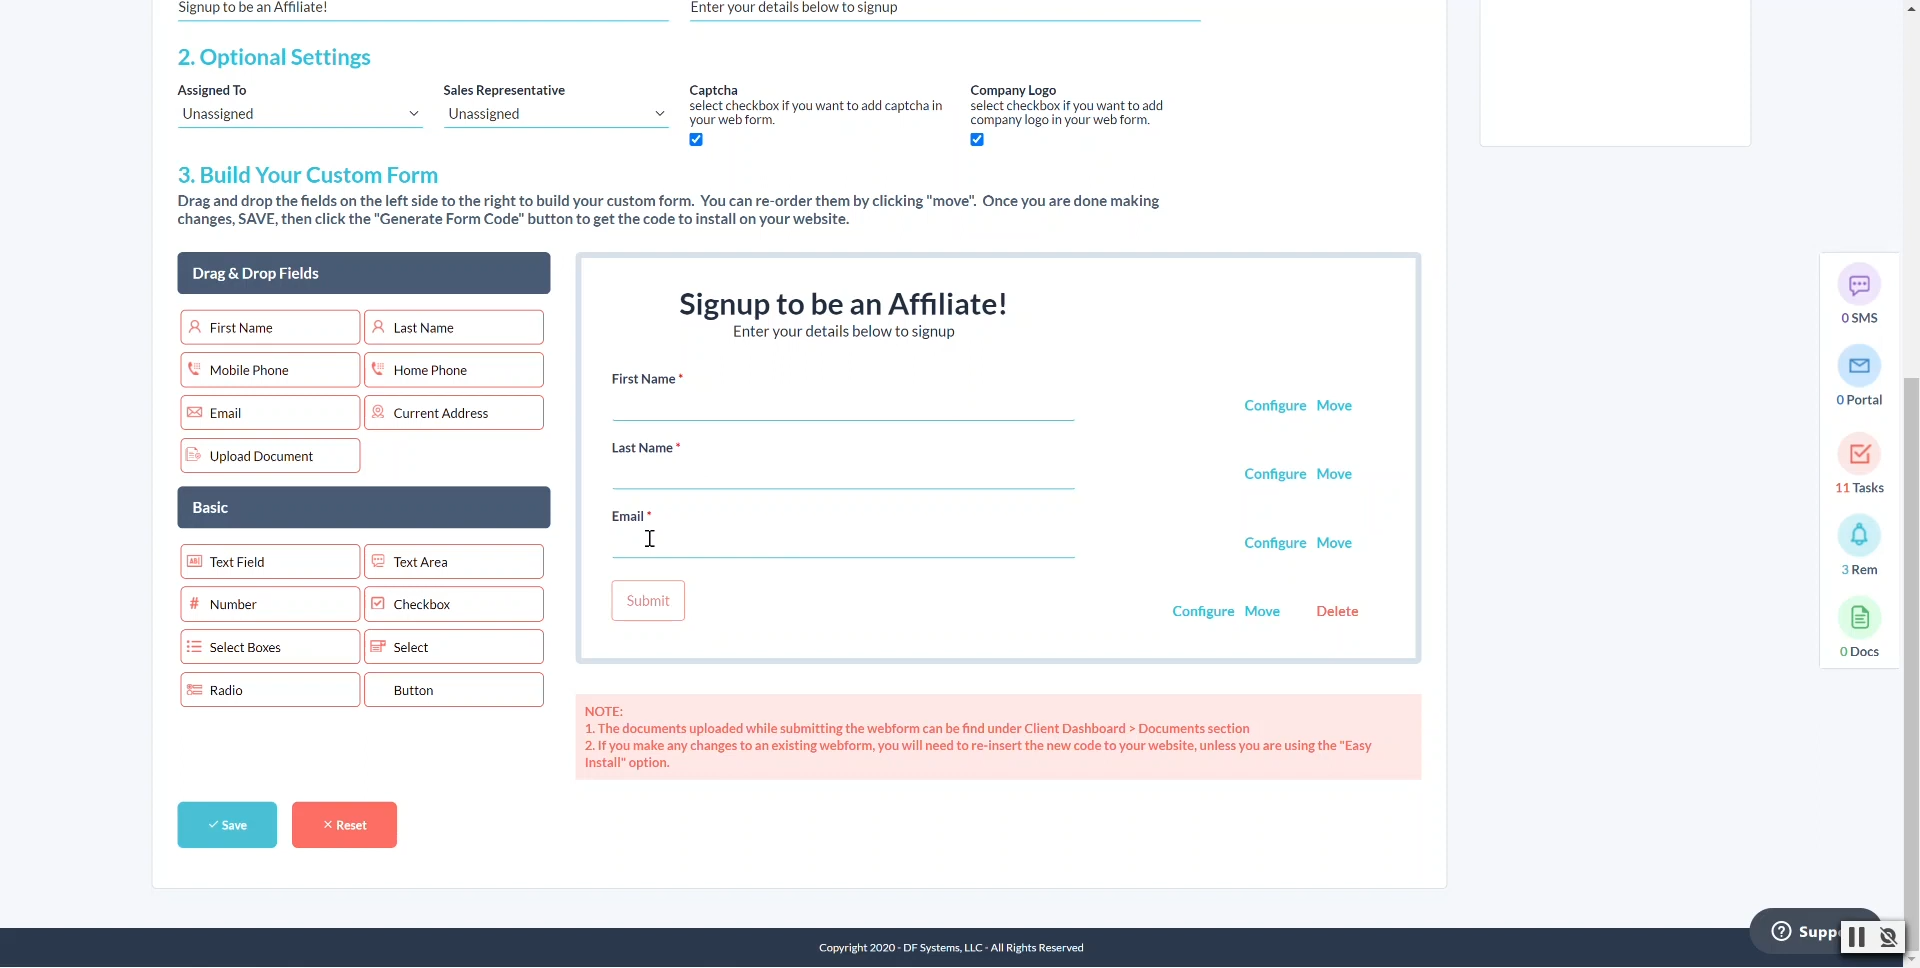 Signup to be an Affiliate!
Enter your details below to signup
2. Optional Settings
Assigned To
Unassigned
Sales Representative
Unassigned
Captcha
select checkbox if you want to add captcha in
your web form.
Company Logo
select checkbox if you want to add
company logo in your web form.
3. Build Your Custom Form
Drag and drop the fields on the left side to the right to build your custom form. You can re-order them by clicking "move". Once you are done making
changes, SAVE, then click the "Generate Form Code" button to get the code to install on your website.
Drag & Drop Fields
First Name
Last Name
Mobile Phone
Home Phone
Email
Current Address
Upload Document
Basic
Text Field
Text Area
Number
Checkbox
Select Boxes
Select
Radio
Button
Signup to be an Affiliate!
Enter your details below to signup
First Name *
Configure Move
Last Name *
Configure Move
Email *
Configure Move
Submit
Configure Move Delete
NOTE:
1. The documents uploaded while submitting the webform can be find under Client Dashboard > Documents section
2. If you make any changes to an existing webform, you will need to re-insert the new code to your website, unless you are using the "Easy
Install" option.
Save
Reset
0 SMS
0 Portal
11 Tasks
3 Rem
0 Docs
Copyright 2020 - DF Systems, LLC - All Rights Reserved